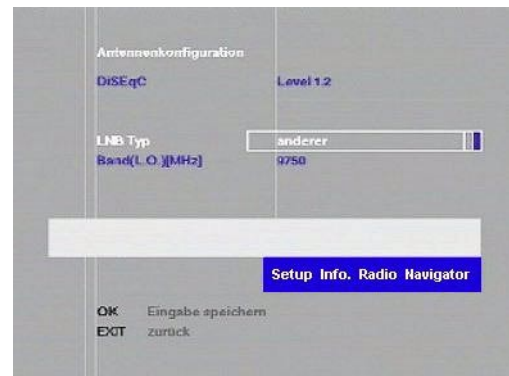 Antennenkonfiguration
DiSEqC Level 1.2
LNB Typ anderer
Band(L.O.)[MHz] 9750
Setup Info. Radio Navigator
OK Eingabe speichern
EXIT zurück